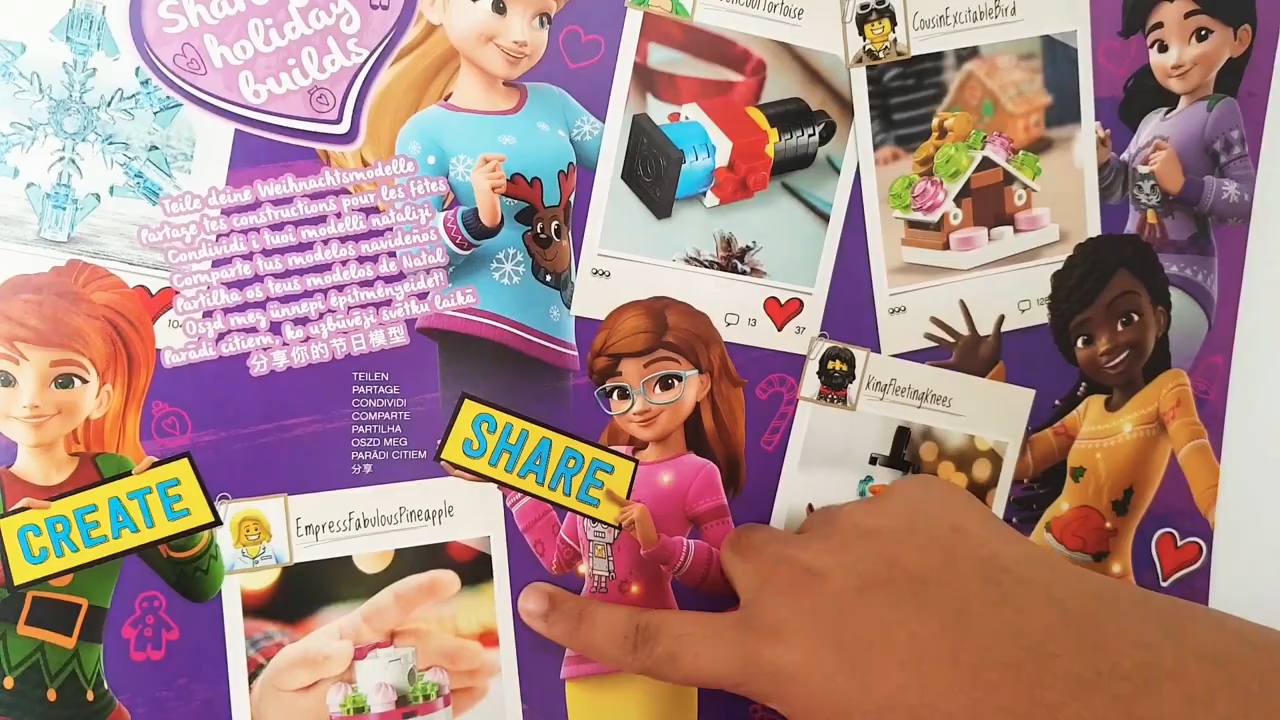 holiday
builds
Teile deine Weihnachtsmodelle
Partage tes constructions pour les fêtes
Condividi i tuoi modelli natalizi
Comparte tus modelos navideños
Partilha os teus modelos de Natal
Oszd meg ünnepi építményeidet!
Parādi citiem, ko uzbūvēji svētku laikā
分享你的节日模型
TEILEN
PARTAGE
CONDIVIDI
COMPARTE
PARTILHA
OSZD MEG
PARĀDI CITIEM
分享
CREATE
SHARE
EmpressFabulousPineapple
CousinExcitableBird
KingFleetingKnees
13
37